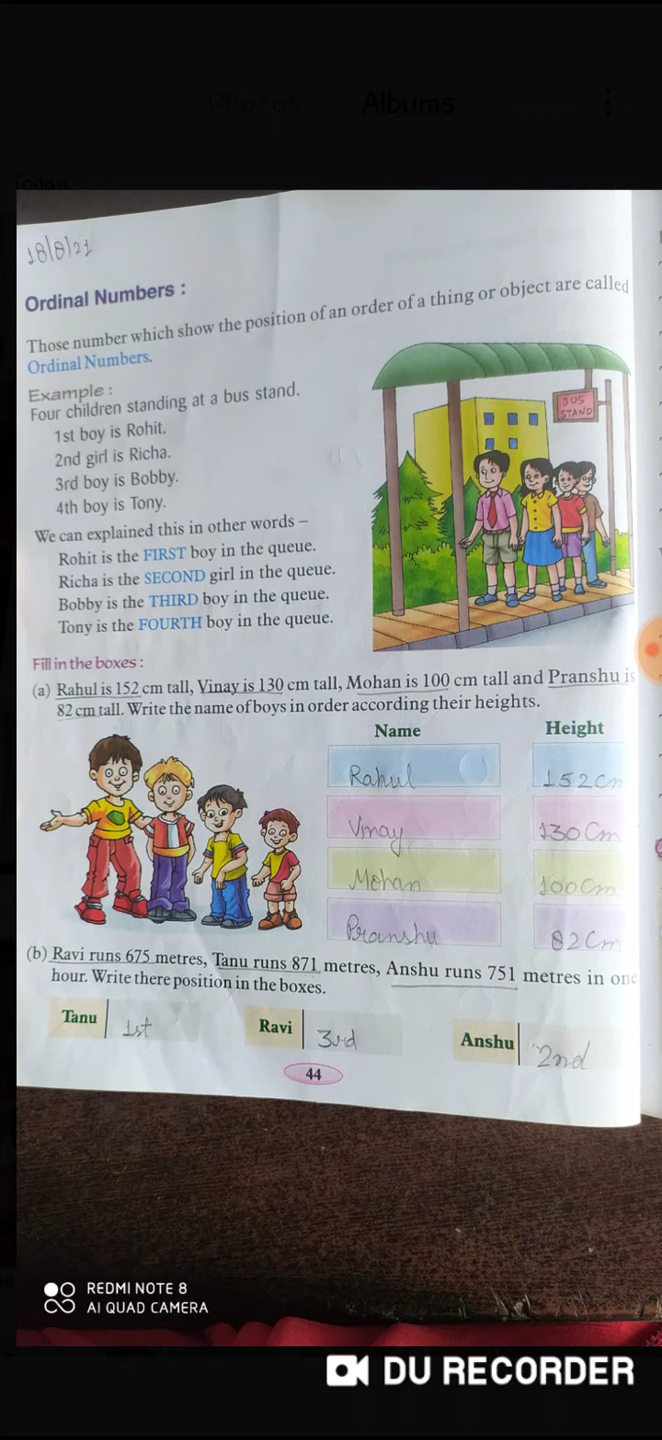 Photos Albums
Today
18/8/21
Ordinal Numbers :
Those number which show the position of an order of a thing or object are called
Ordinal Numbers.
Example :
Four children standing at a bus stand.
1st boy is Rohit.
2nd girl is Richa.
3rd boy is Bobby.
4th boy is Tony.
We can explained this in other words –
Rohit is the FIRST boy in the queue.
Richa is the SECOND girl in the queue.
Bobby is the THIRD boy in the queue.
Tony is the FOURTH boy in the queue.
BUS
STAND
Fill in the boxes :
(a) Rahul is 152 cm tall, Vinay is 130 cm tall, Mohan is 100 cm tall and Pranshu is
82 cm tall. Write the name of boys in order according their heights.
Name Height
Rahul 152cm
Vinay 130 Cm
Mohan 100 Cm
Pranshu 82 Cm
(b) Ravi runs 675 metres, Tanu runs 871 metres, Anshu runs 751 metres in one
hour. Write there position in the boxes.
Tanu 1st Ravi 3rd Anshu 2nd
44
REDMI NOTE 8
AI QUAD CAMERA
DU RECORDER